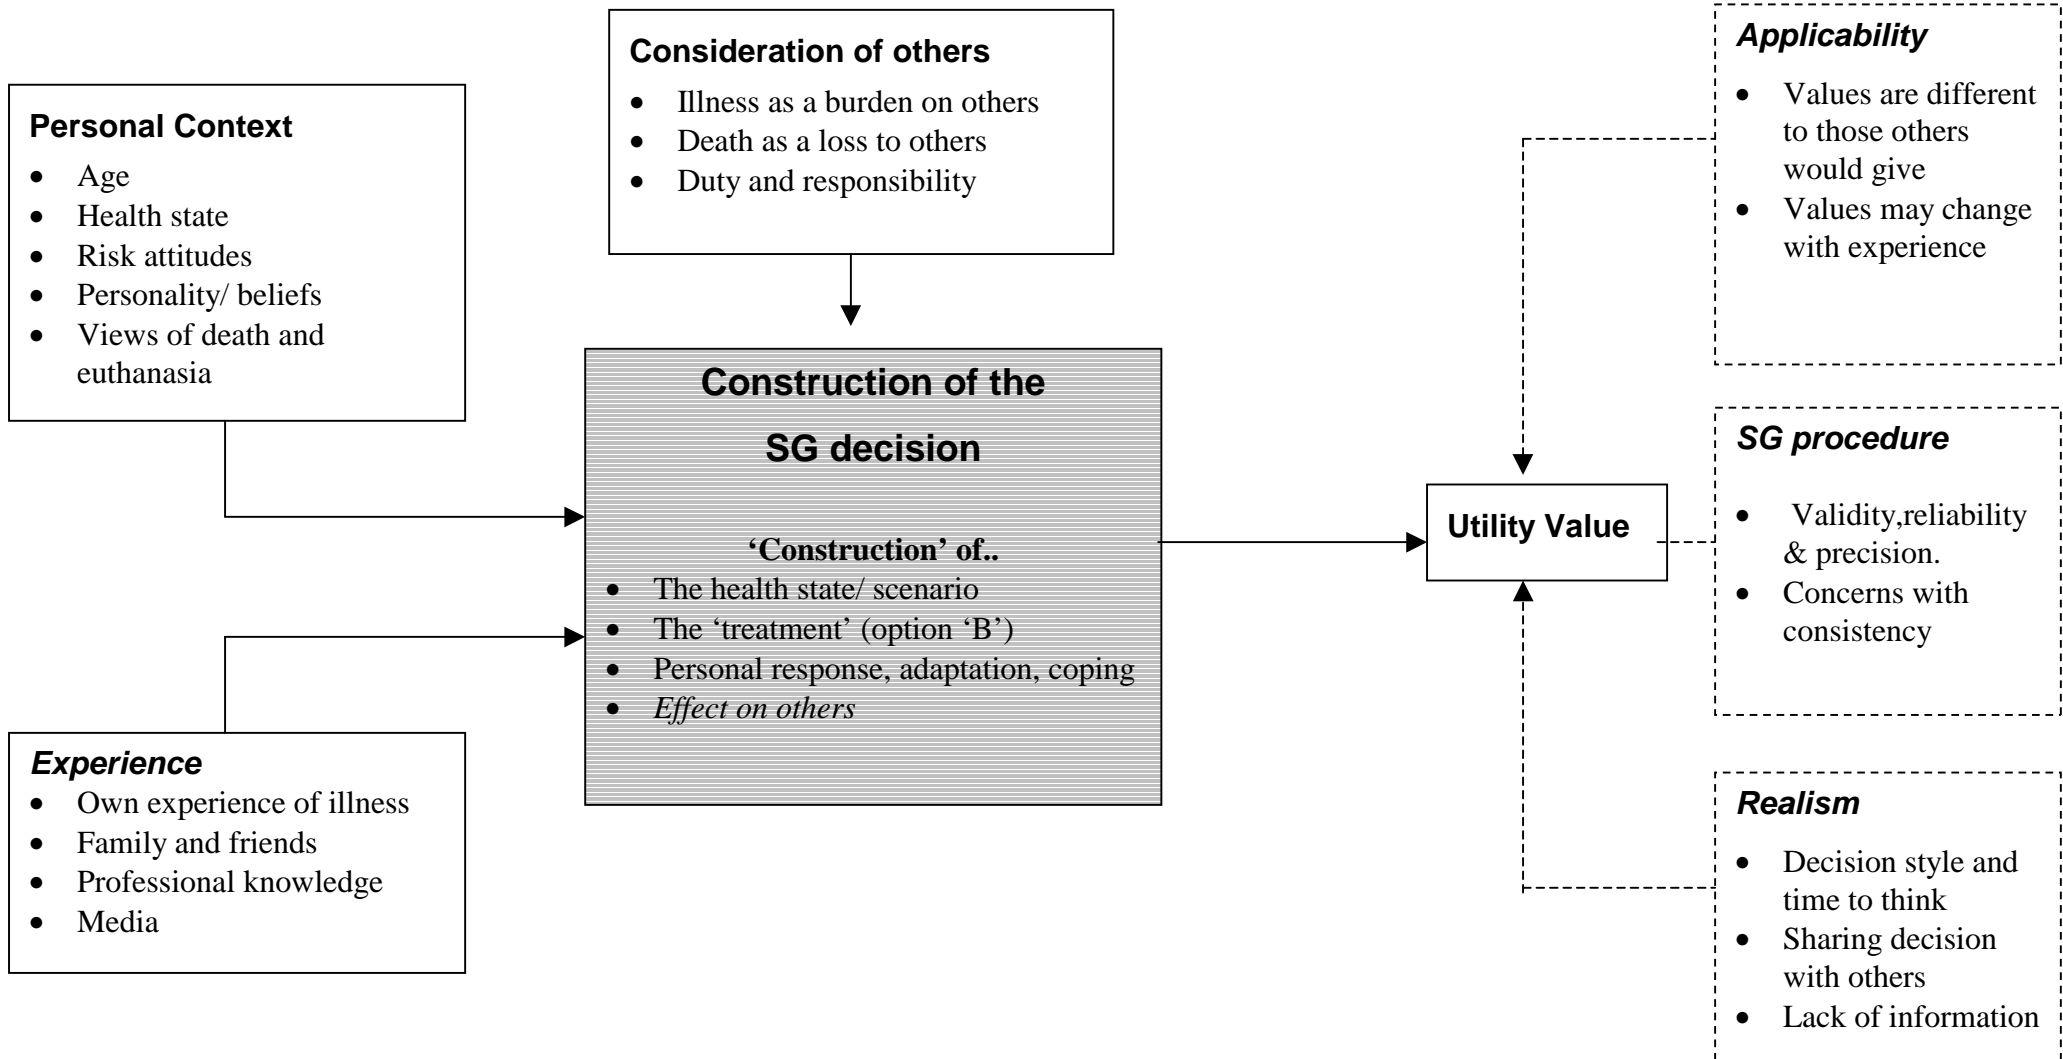 Personal Context
• Age
• Health state
• Risk attitudes
• Personality/ beliefs
• Views of death and
euthanasia
Consideration of others
• Illness as a burden on others
• Death as a loss to others
• Duty and responsibility
Experience
• Own experience of illness
• Family and friends
• Professional knowledge
• Media
Construction of the
SG decision
‘Construction’ of..
• The health state/ scenario
• The ‘treatment’ (option ‘B’)
• Personal response, adaptation, coping
• Effect on others
Utility Value
Applicability
• Values are different
to those others
would give
• Values may change
with experience
SG procedure
• Validity,reliability
& precision.
• Concerns with
consistency
Realism
• Decision style and
time to think
• Sharing decision
with others
• Lack of information